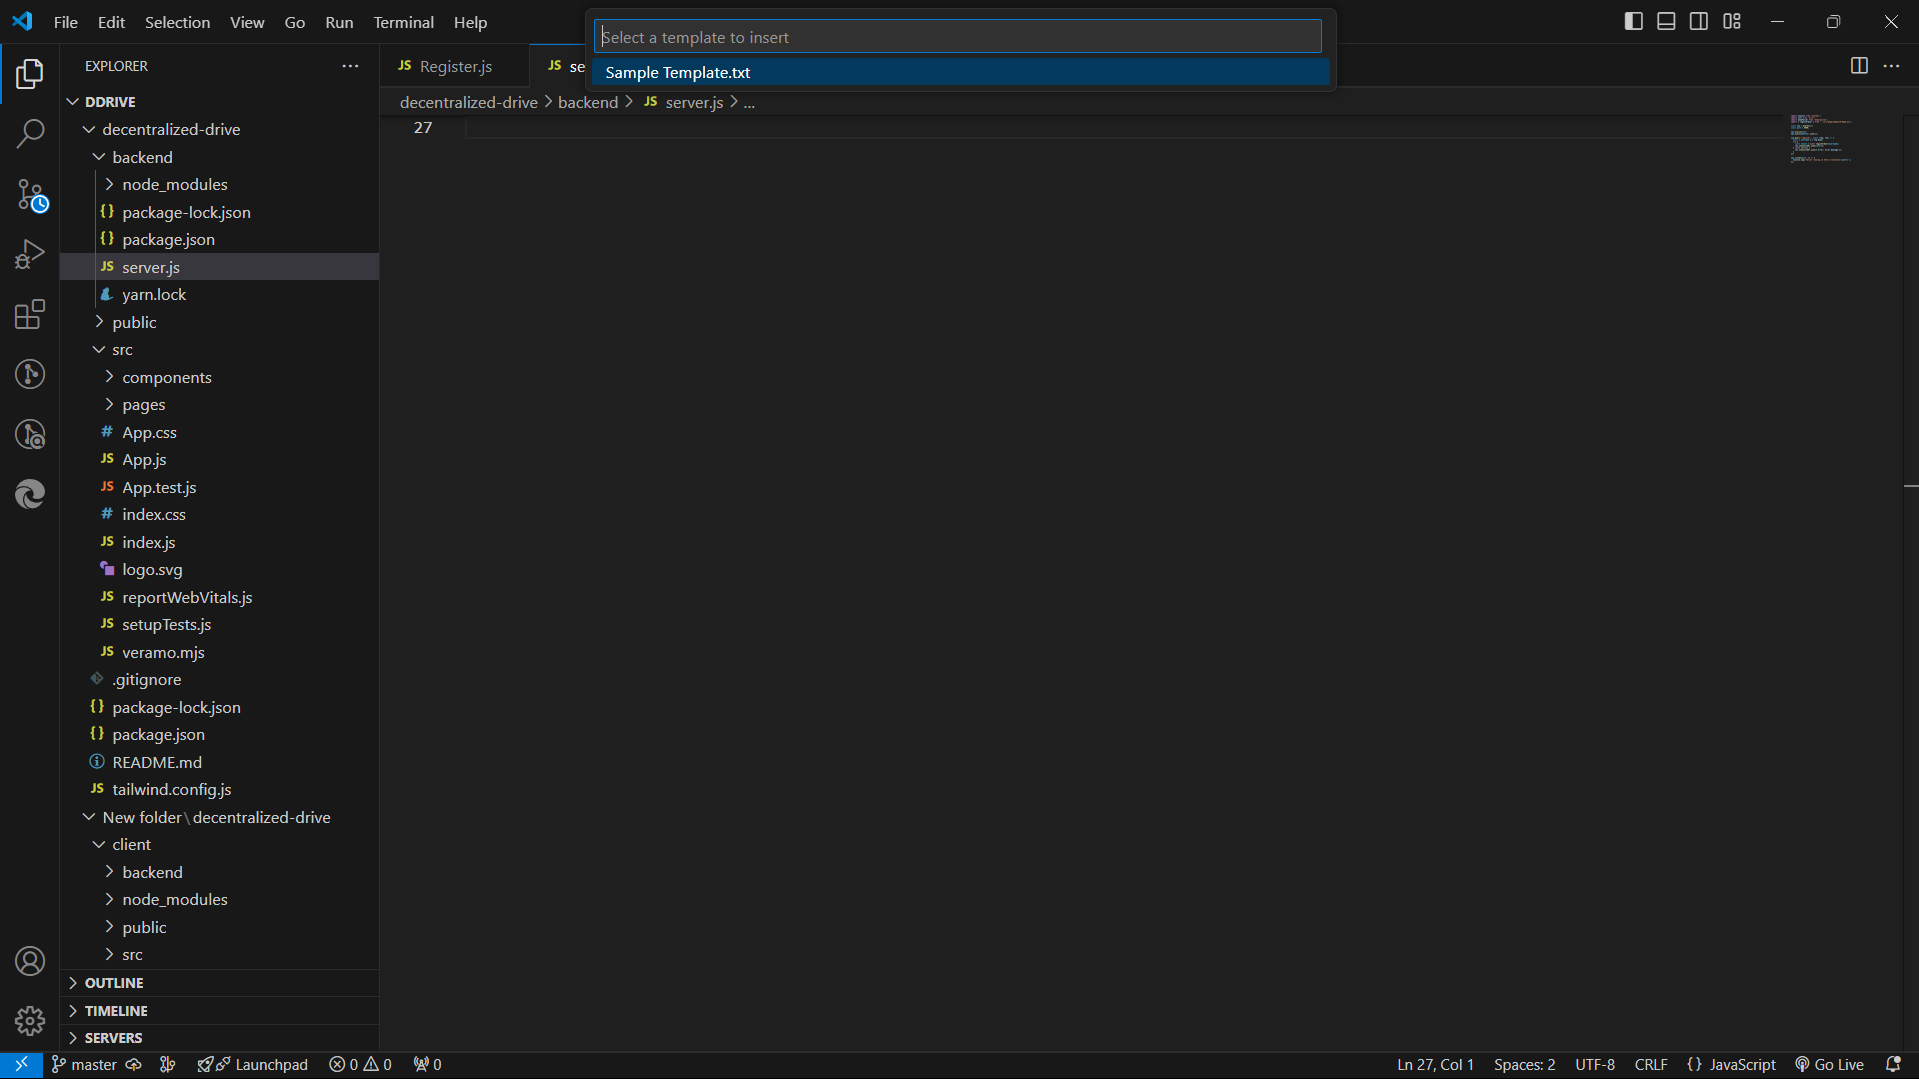 File Edit Selection View Go Run Terminal Help
Select a template to insert
Sample Template.txt
EXPLORER
DDRIVE
decentralized-drive
backend
node_modules
package-lock.json
package.json
server.js
yarn.lock
public
src
components
pages
App.css
App.js
App.test.js
index.css
index.js
logo.svg
reportWebVitals.js
setupTests.js
veramo.mjs
.gitignore
package-lock.json
package.json
README.md
tailwind.config.js
New folder\decentralized-drive
client
backend
node_modules
public
src
OUTLINE
TIMELINE
SERVERS
JS Register.js JS se
decentralized-drive > backend > JS server.js > ...
27
master Launchpad 0 0 0 Ln 27, Col 1 Spaces: 2 UTF-8 CRLF {} JavaScript Go Live